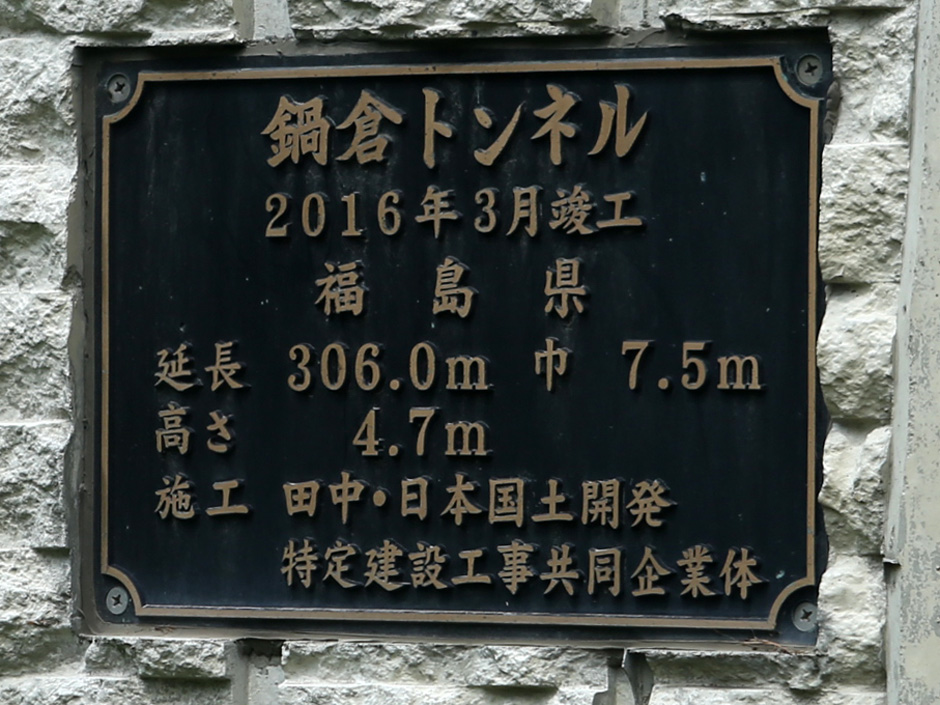 鍋倉トンネル
2016年3月竣工
福島県
延長 306.0m 巾 7.5m
高さ 4.7m
施工 田中・日本国土開発
特定建設工事共同企業体